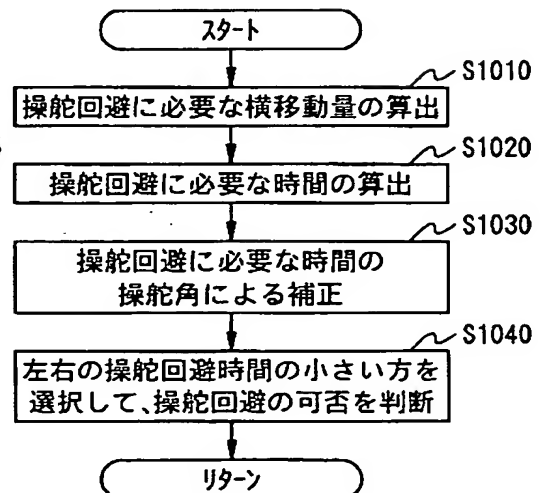 スタート
S1010
操舵回避に必要な横移動量の算出
S1020
操舵回避に必要な時間の算出
S1030
操舵回避に必要な時間の
操舵角による補正
S1040
左右の操舵回避時間の小さい方を
選択して、操舵回避の可否を判断
リターン